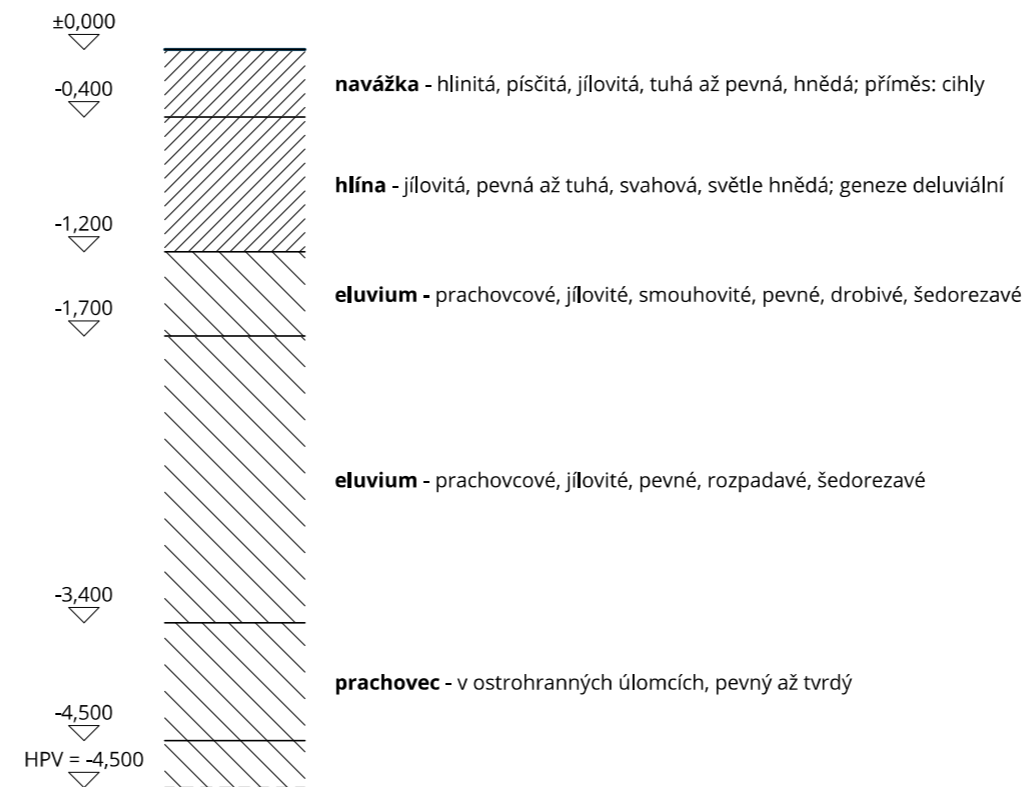 ±0,000
navážka - hlinitá, písčitá, jílovitá, tuhá až pevná, hnědá; příměs: cihly
-0,400
hlína - jílovitá, pevná až tuhá, svahová, světle hnědá; geneze deluviální
-1,200
eluvium - prachovcové, jílovité, smouhovité, pevné, drobivé, šedorezavé
-1,700
eluvium - prachovcové, jílovité, pevné, rozpadavé, šedorezavé
-3,400
prachovec - v ostrohranných úlomcích, pevný až tvrdý
-4,500
HPV = -4,500